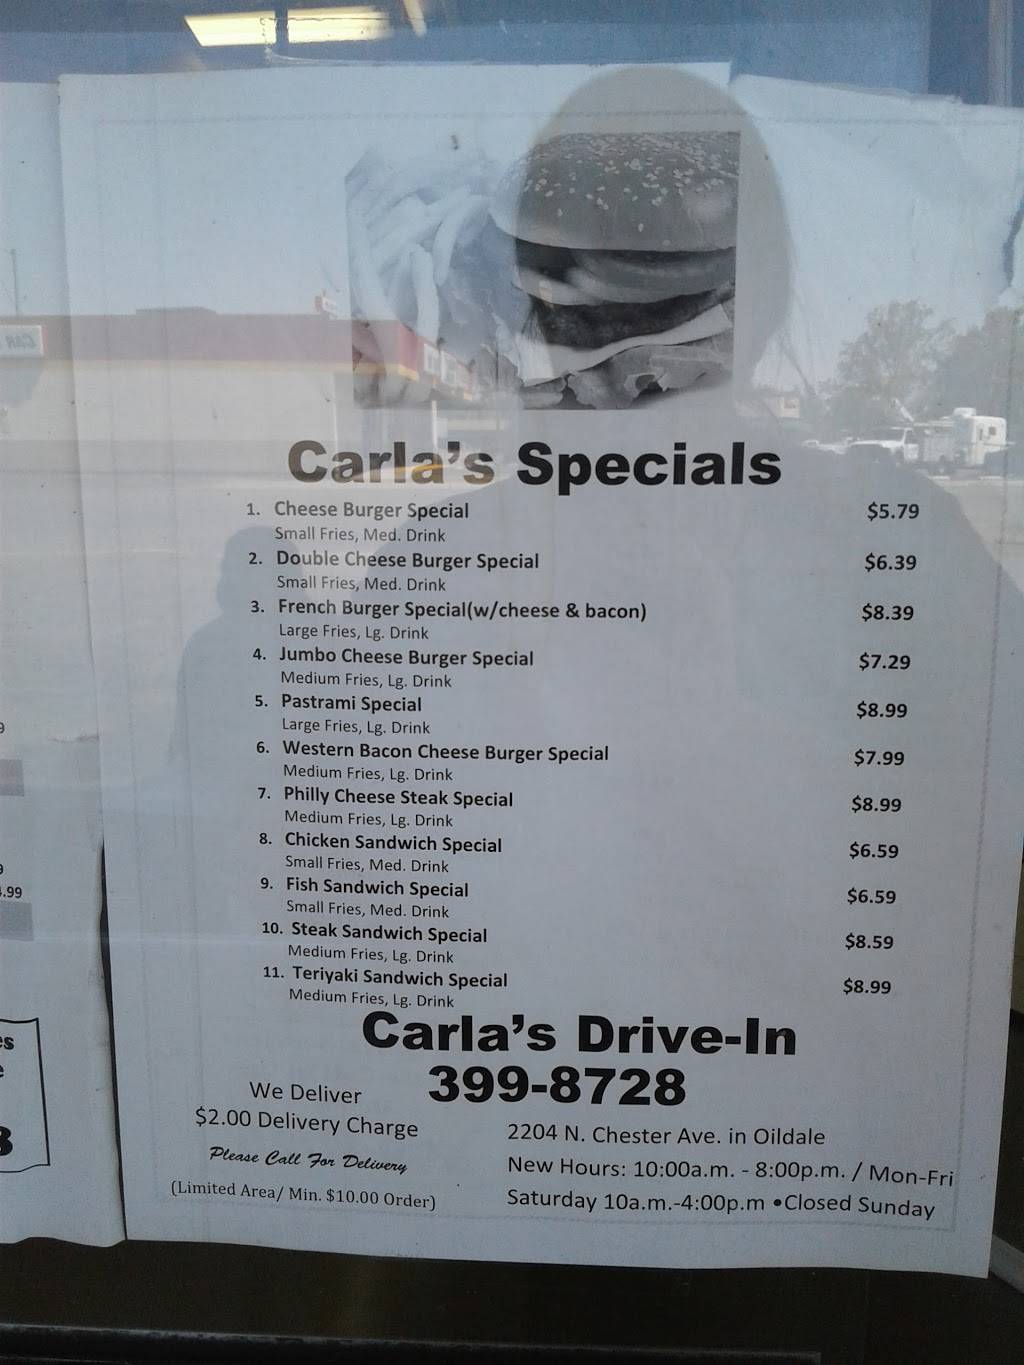 Carla's Specials
1. Cheese Burger Special $5.79
Small Fries, Med. Drink
2. Double Cheese Burger Special $6.39
Small Fries, Med. Drink
3. French Burger Special(w/cheese & bacon) $8.39
Large Fries, Lg. Drink
4. Jumbo Cheese Burger Special $7.29
Medium Fries, Lg. Drink
5. Pastrami Special $8.99
Large Fries, Lg. Drink
6. Western Bacon Cheese Burger Special $7.99
Medium Fries, Lg. Drink
7. Philly Cheese Steak Special $8.99
Medium Fries, Lg. Drink
8. Chicken Sandwich Special $6.59
Small Fries, Med. Drink
9. Fish Sandwich Special $6.59
Small Fries, Med. Drink
.99
10. Steak Sandwich Special $8.59
Medium Fries, Lg. Drink
11. Teriyaki Sandwich Special $8.99
Medium Fries, Lg. Drink
Carla's Drive-In
399-8728
We Deliver
$2.00 Delivery Charge
Please Call For Delivery
(Limited Area/ Min. $10.00 Order)
2204 N. Chester Ave. in Oildale
New Hours: 10:00a.m. - 8:00p.m. / Mon-Fri
Saturday 10a.m.-4:00p.m •Closed Sunday